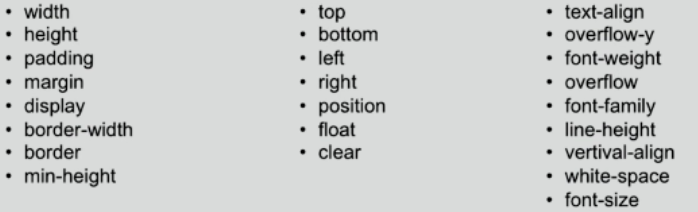 • width
• height
• padding
• margin
• display
• border-width
• border
• min-height
• top
• bottom
• left
• right
• position
• float
• clear
• text-align
• overflow-y
• font-weight
• overflow
• font-family
• line-height
• vertival-align
• white-space
• font-size